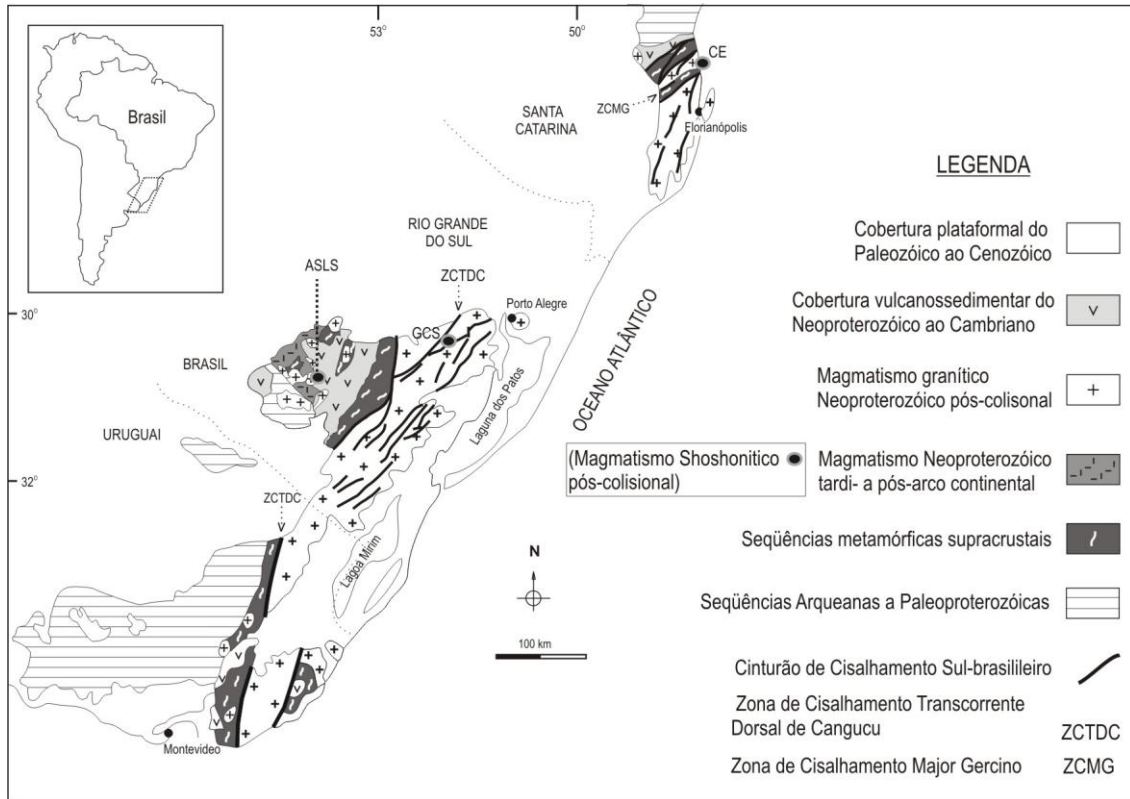 53°
50°
Brasil
CE
SANTA
CATARINA
ZCMG
Florianópolis
LEGENDA
RIO GRANDE
DO SUL
Cobertura plataformal do
Paleozóico ao Cenozóico
ASLS
ZCTDC
30°
Porto Alegre
GCS
Cobertura vulcanossedimentar do
Neoproterozóico ao Cambriano
BRASIL
OCEANO ATLÂNTICO
Laguna dos Patos
Magmatismo granítico
Neoproterozóico pós-colisonal
URUGUAI
(Magmatismo Shoshonitico
pós-colisional)
Magmatismo Neoproterozóico
tardi- a pós-arco continental
32°
ZCTDC
Seqüências metamórficas supracrustais
Lagoa Mirim
N
Seqüências Arqueanas a Paleoproterozóicas
100 km
Cinturão de Cisalhamento Sul-brasilileiro
Zona de Cisalhamento Transcorrente
Dorsal de Cangucu ZCTDC
Montevideo
Zona de Cisalhamento Major Gercino ZCMG